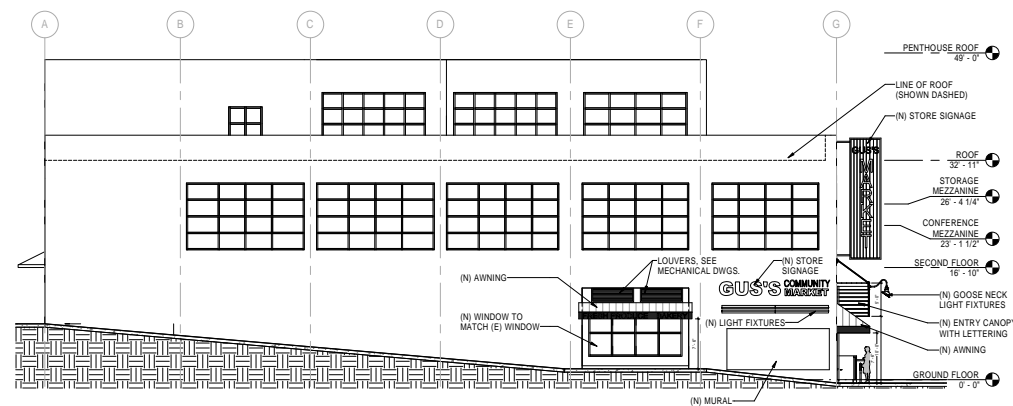 A
B
C
D
E
F
G
PENTHOUSE ROOF
49' - 0"
LINE OF ROOF
(SHOWN DASHED)
(N) STORE SIGNAGE
GUS'S
MARKET
ROOF
32' - 11"
STORAGE
MEZZANINE
26' - 4 1/4"
CONFERENCE
MEZZANINE
23' - 1 1/2"
SECOND FLOOR
16' - 10"
LOUVERS, SEE
MECHANICAL DWGS.
(N) STORE
SIGNAGE
(N) AWNING
GUS'S COMMUNITY
MARKET
(N) GOOSE NECK
LIGHT FIXTURES
(N) WINDOW TO
MATCH (E) WINDOW
(N) LIGHT FIXTURES
(N) ENTRY CANOPY
WITH LETTERING
(N) AWNING
GROUND FLOOR
0' - 0"
(N) MURAL